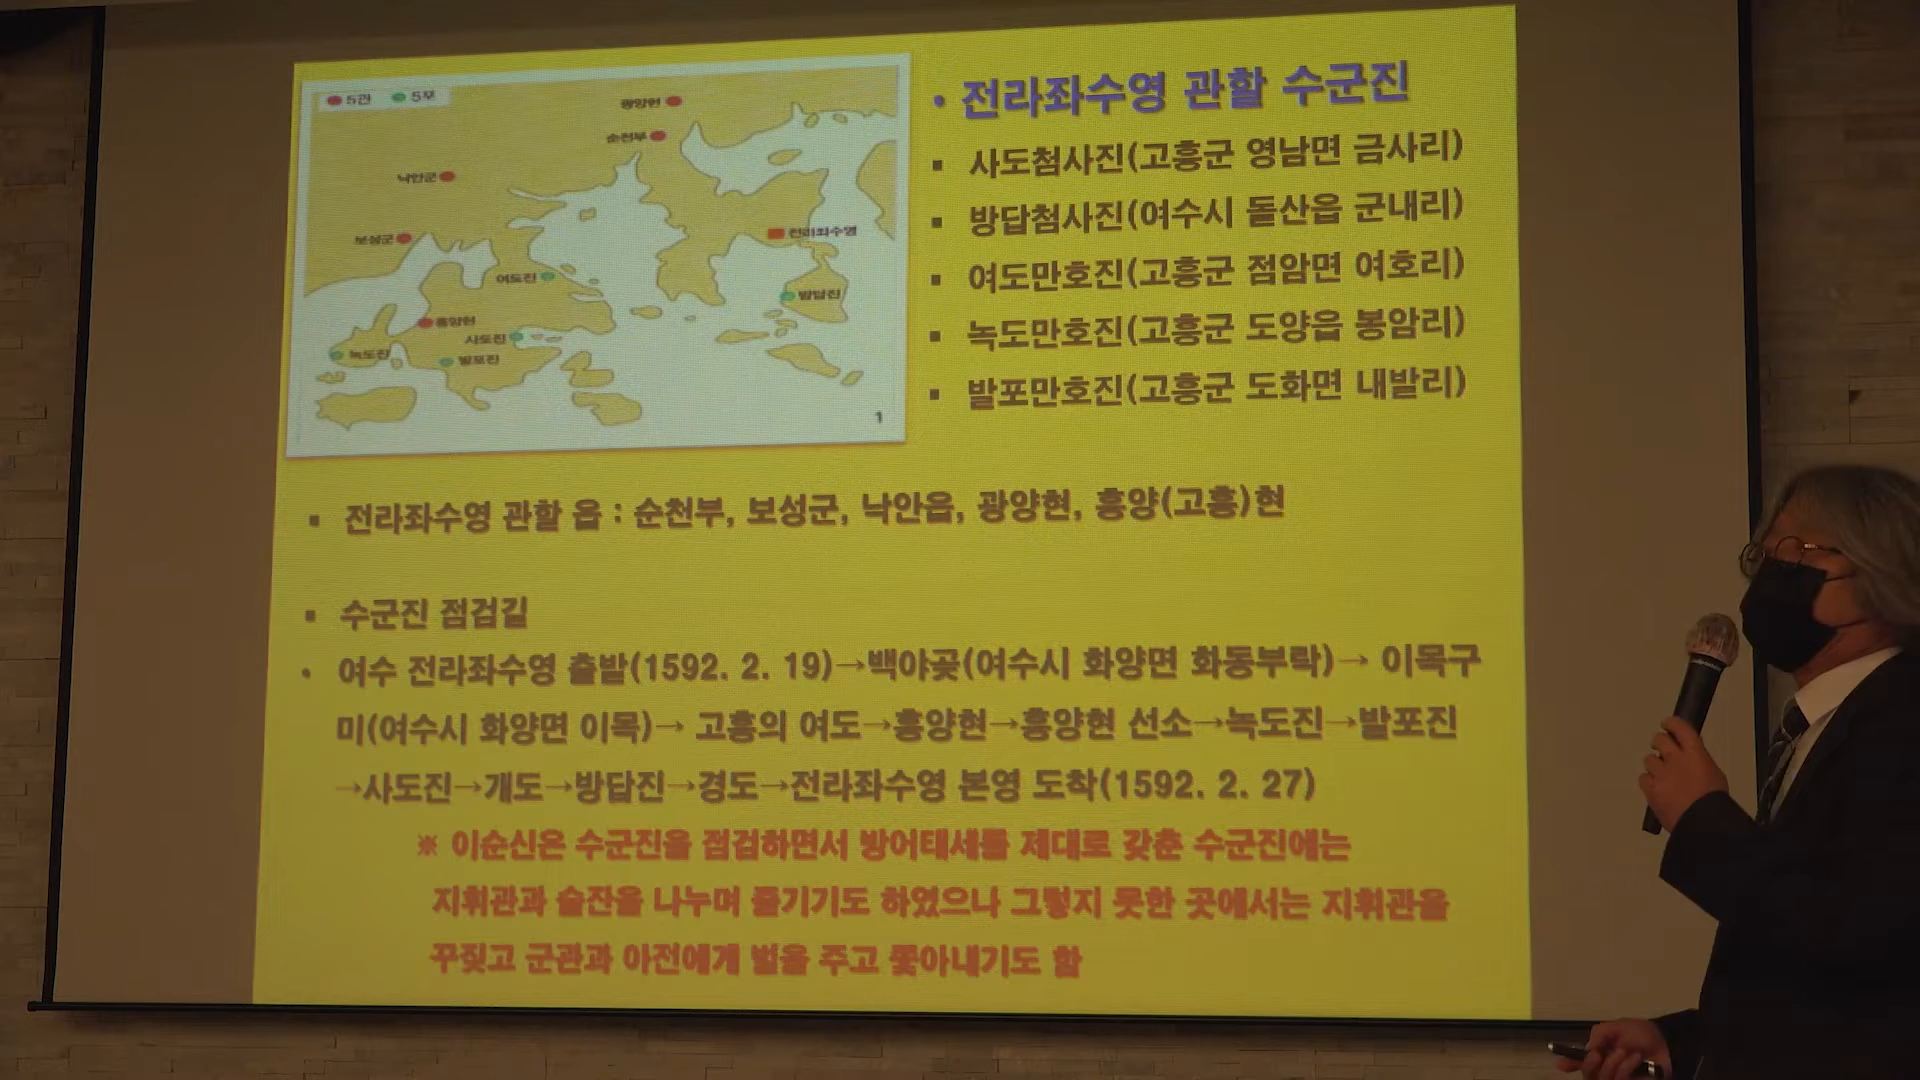 5관 5포
광양현
순천부
낙안군
보성군
전라좌수영
여도진
방답진
흥양현
사도진
녹도진
발포진
1
• 전라좌수영 관할 수군진
▪ 사도첨사진(고흥군 영남면 금사리)
▪ 방답첨사진(여수시 돌산읍 군내리)
▪ 여도만호진(고흥군 점암면 여호리)
▪ 녹도만호진(고흥군 도양읍 봉암리)
▪ 발포만호진(고흥군 도화면 내발리)
▪ 전라좌수영 관할 읍 : 순천부, 보성군, 낙안읍, 광양현, 흥양(고흥)현
▪ 수군진 점검길
• 여수 전라좌수영 출발(1592. 2. 19)→백야곶(여수시 화양면 화동부락)→ 이목구
미(여수시 화양면 이목)→ 고흥의 여도→흥양현→흥양현 선소→녹도진→발포진
→사도진→개도→방답진→경도→전라좌수영 본영 도착(1592. 2. 27)
※ 이순신은 수군진을 점검하면서 방어태세를 제대로 갖춘 수군진에는
지휘관과 술잔을 나누며 즐기기도 하였으나 그렇지 못한 곳에서는 지휘관을
꾸짖고 군관과 아전에게 벌을 주고 쫓아내기도 함